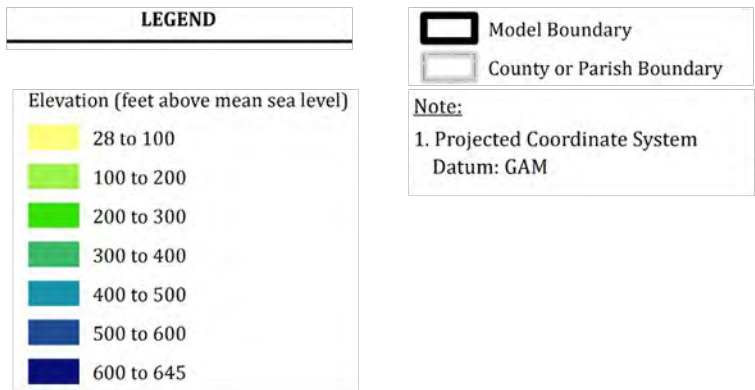 LEGEND
Elevation (feet above mean sea level)
28 to 100
100 to 200
200 to 300
300 to 400
400 to 500
500 to 600
600 to 645
Model Boundary
County or Parish Boundary
Note:
1. Projected Coordinate System
Datum: GAM